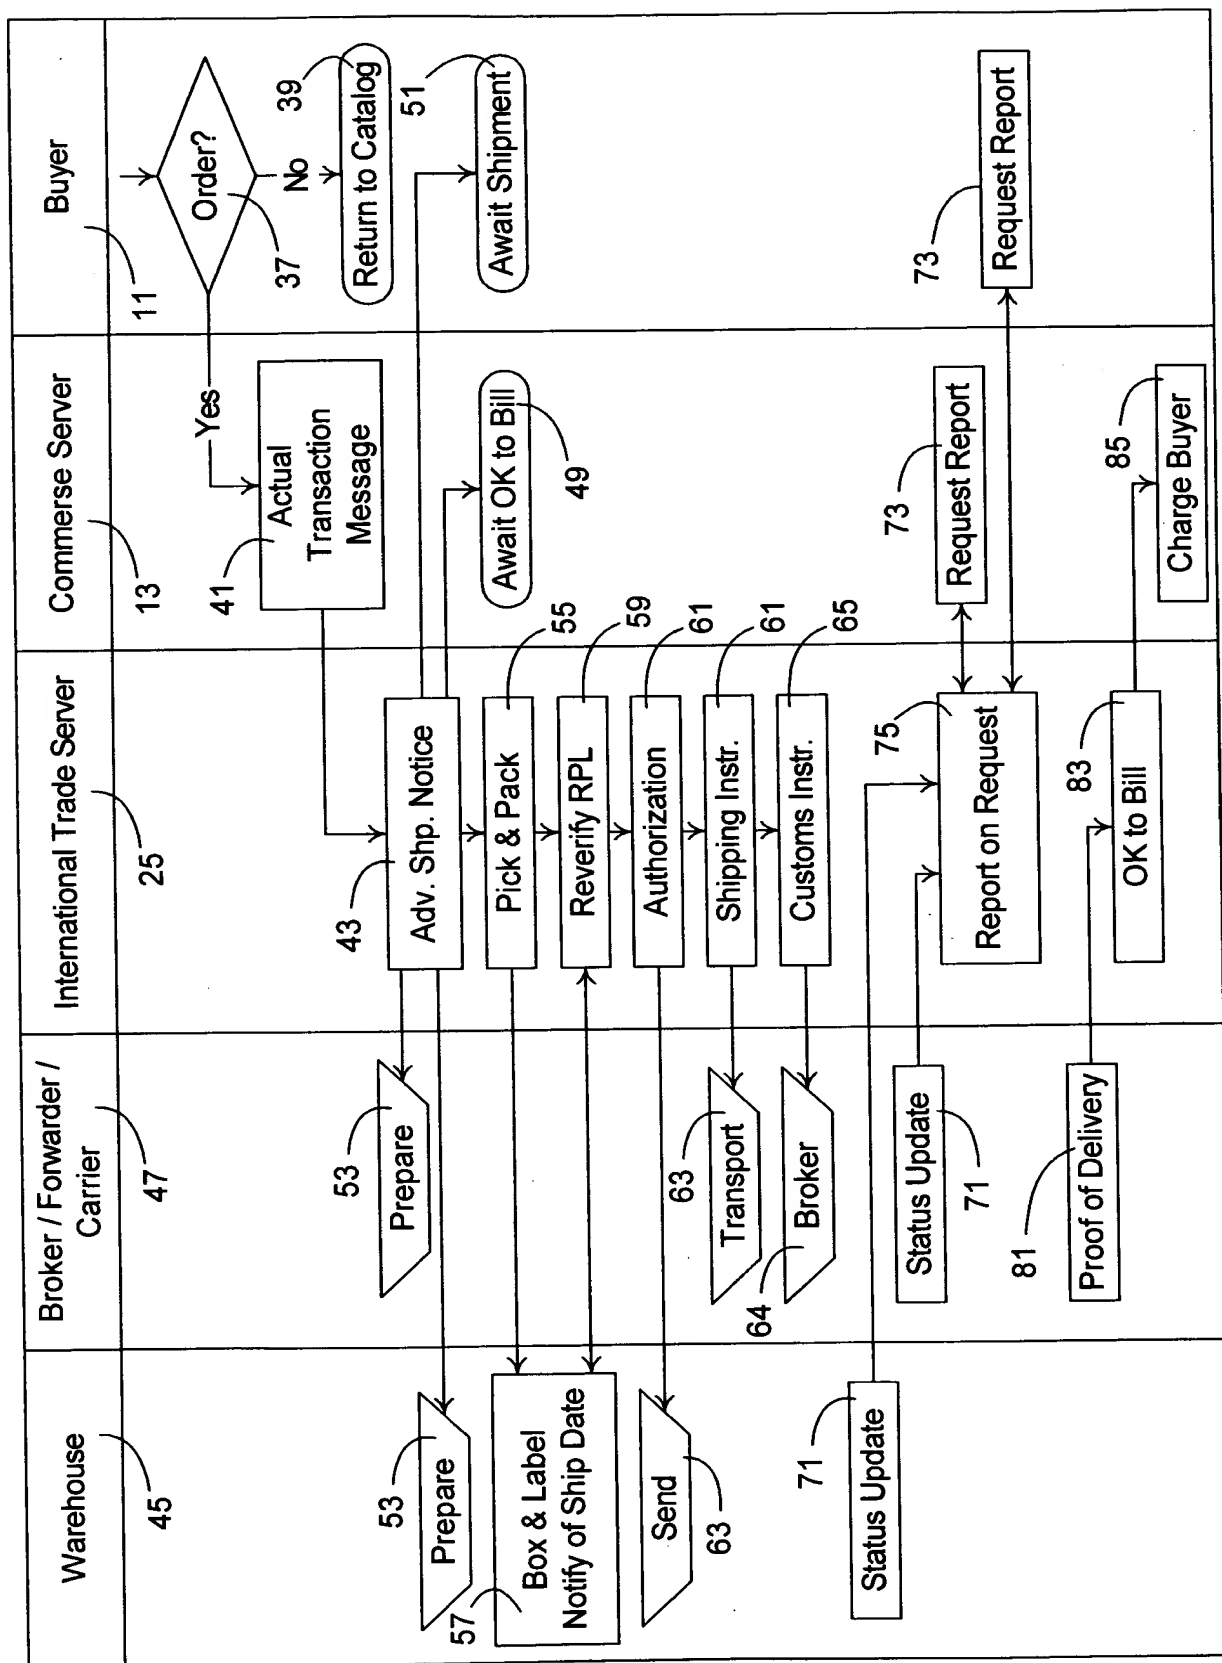 Warehouse
Broker / Forwarder /
Carrier
International Trade Server
Commerse Server
Buyer
45
47
25
13
11
Order?
37
Yes
No
39
Return to Catalog
41
Actual
Transaction
Message
51
Await Shipment
43
Adv. Shp. Notice
Await OK to Bill
49
53
Prepare
53
Prepare
Pick & Pack
55
57
Box & Label
Notify of Ship Date
Reverify RPL
59
Authorization
61
Send
63
Shipping Instr.
61
63
Transport
Customs Instr.
65
64
Broker
71
Status Update
Status Update
71
75
Report on Request
73
Request Report
73
Request Report
81
Proof of Delivery
83
OK to Bill
85
Charge Buyer